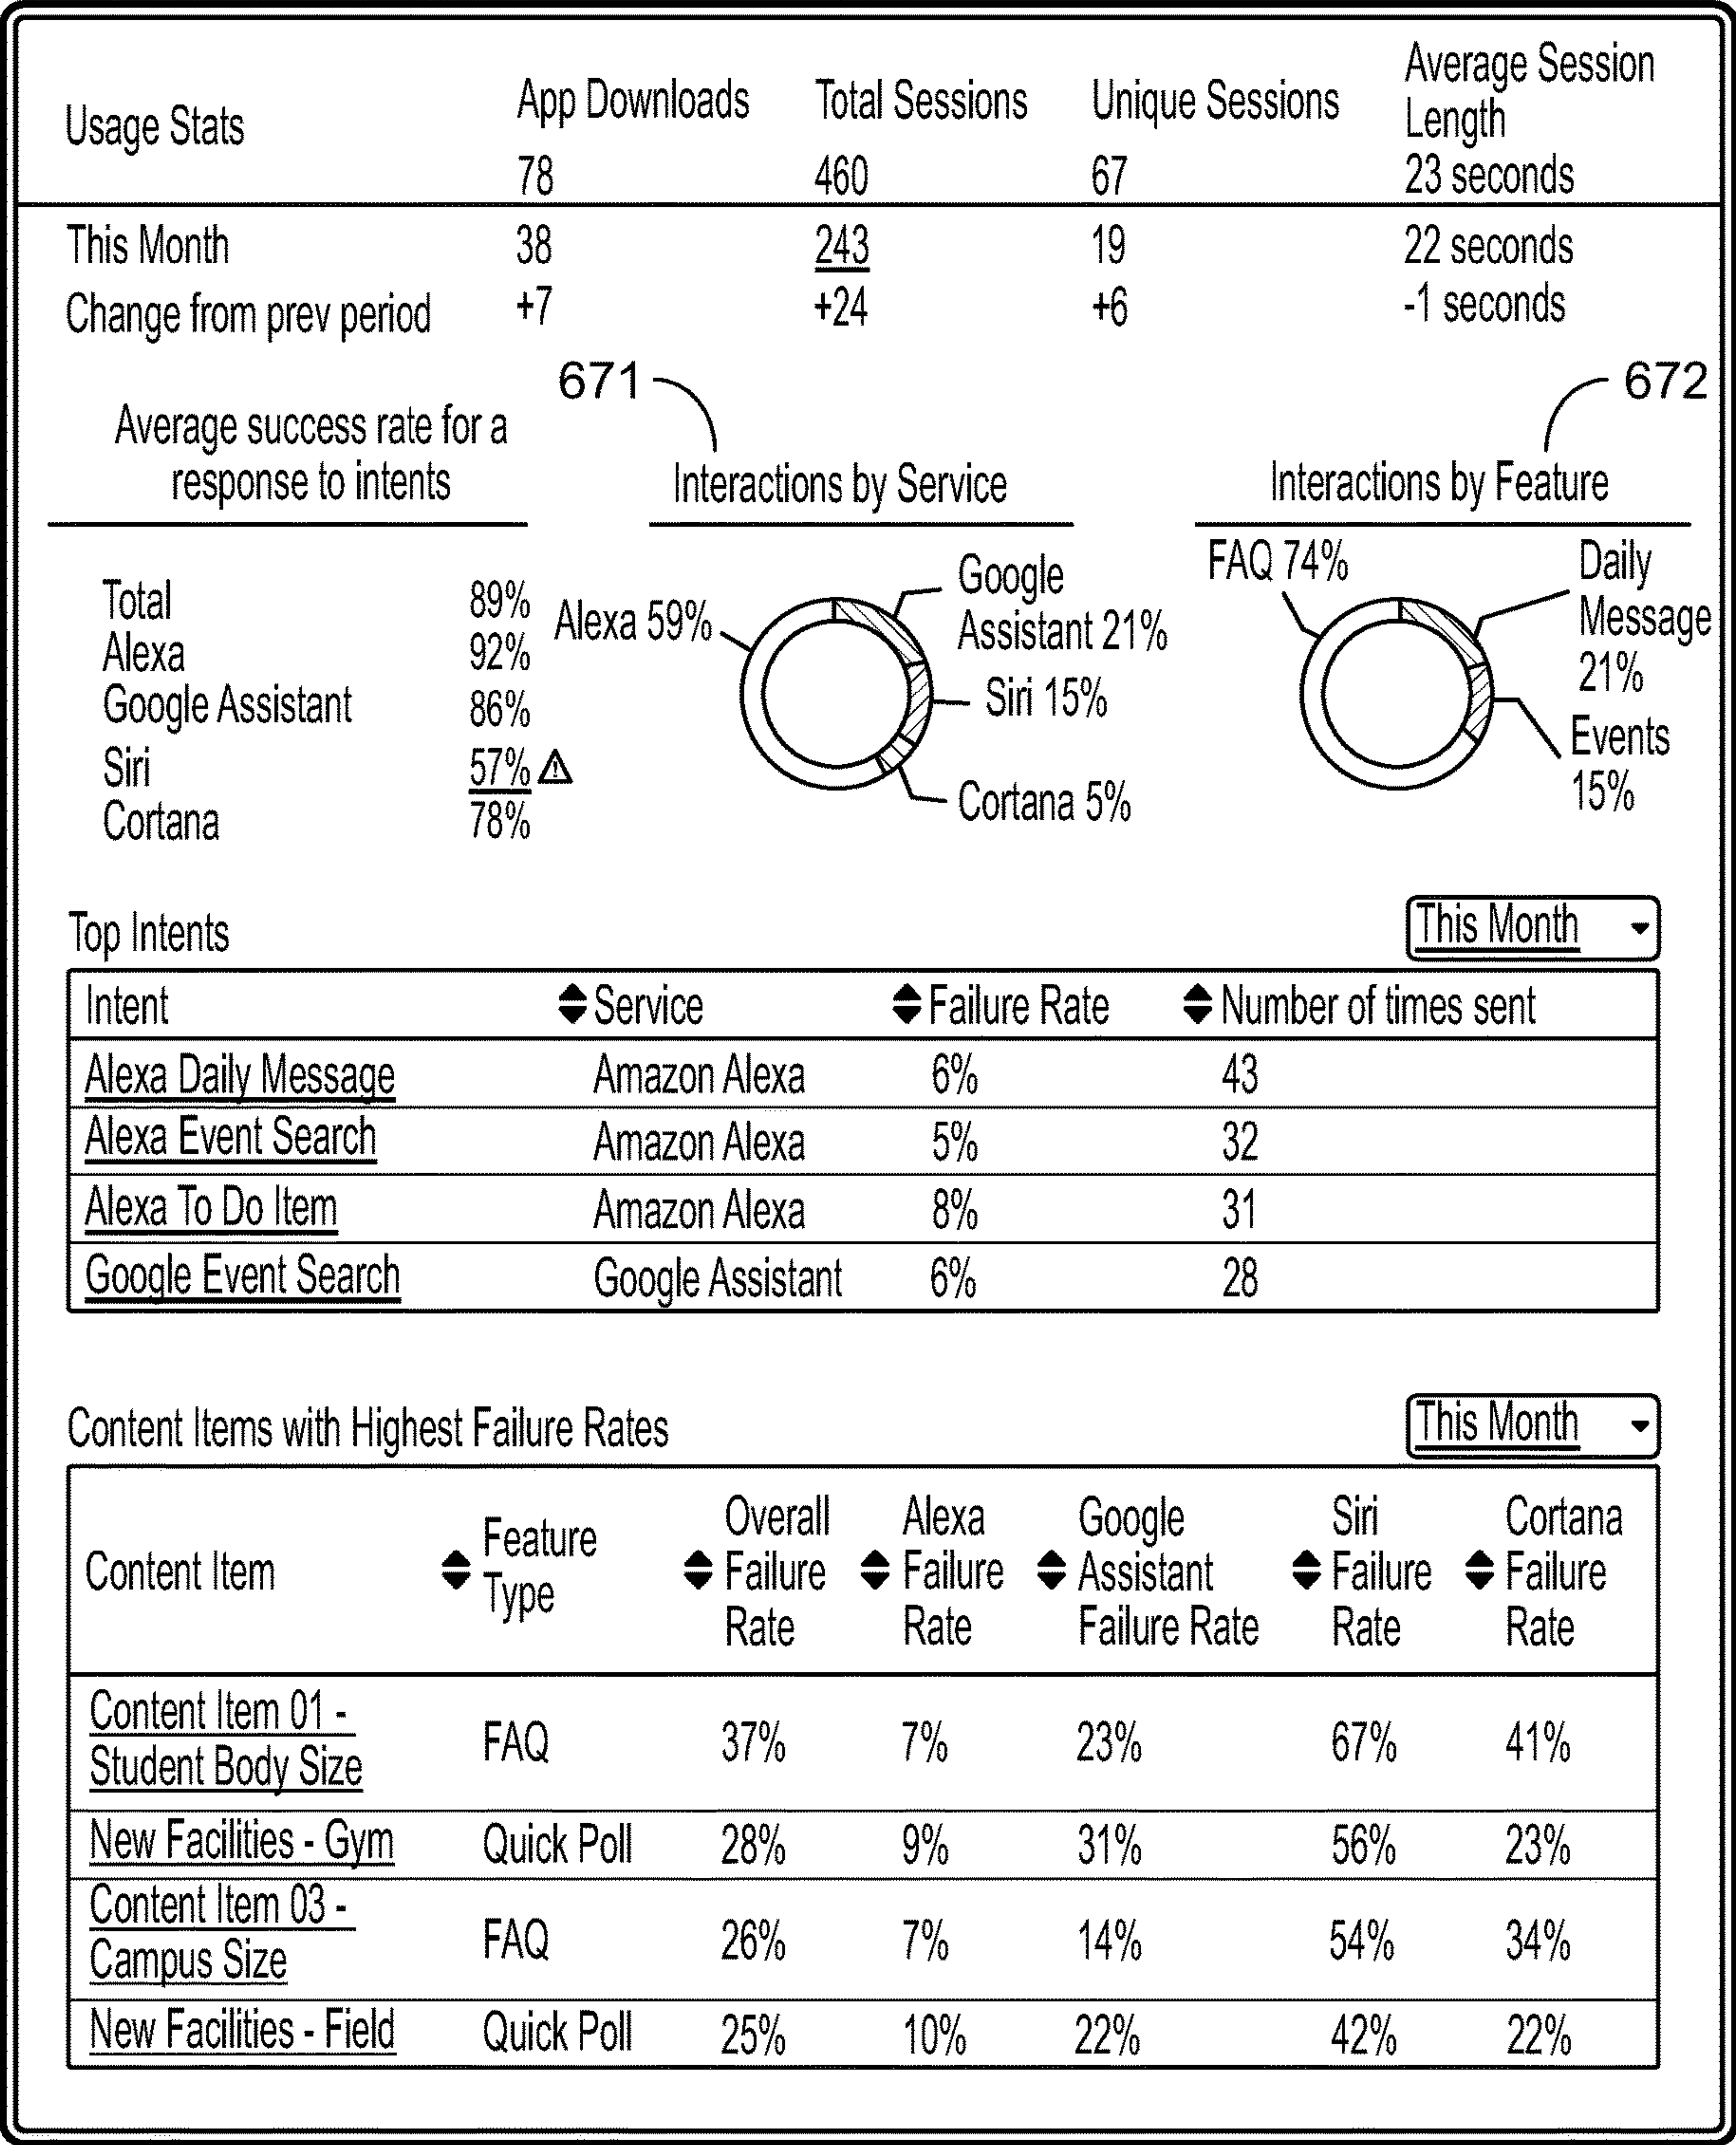 Usage Stats
App Downloads
Total Sessions
Unique Sessions
Average Session
Length
78
460
67
23 seconds
This Month
38
243
19
22 seconds
Change from prev period
+7
+24
+6
-1 seconds
671
672
Average success rate for a
response to intents
Total 89%
Alexa 92%
Google Assistant 86%
Siri 57%
Cortana 78%
Interactions by Service
Alexa 59%
Google
Assistant 21%
Siri 15%
Cortana 5%
Interactions by Feature
FAQ 74%
Daily
Message
21%
Events
15%
Top Intents
This Month
Intent Service Failure Rate Number of times sent
Alexa Daily Message Amazon Alexa 6% 43
Alexa Event Search Amazon Alexa 5% 32
Alexa To Do Item Amazon Alexa 8% 31
Google Event Search Google Assistant 6% 28
Content Items with Highest Failure Rates
This Month
Content Item
Feature
Type
Overall
Failure
Rate
Alexa
Failure
Rate
Google
Assistant
Failure Rate
Siri
Failure
Rate
Cortana
Failure
Rate
Content Item 01 -
Student Body Size
FAQ 37% 7% 23% 67% 41%
New Facilities - Gym Quick Poll 28% 9% 31% 56% 23%
Content Item 03 -
Campus Size
FAQ 26% 7% 14% 54% 34%
New Facilities - Field Quick Poll 25% 10% 22% 42% 22%